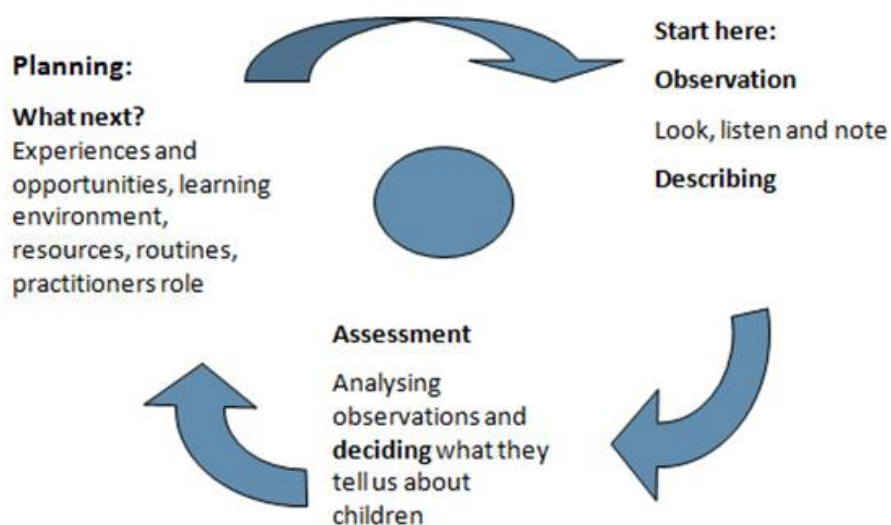 Start here:
Observation
Look, listen and note
Describing
Assessment
Analysing
observations and
deciding what they
tell us about
children
Planning:
What next?
Experiences and
opportunities, learning
environment,
resources, routines,
practitioners role